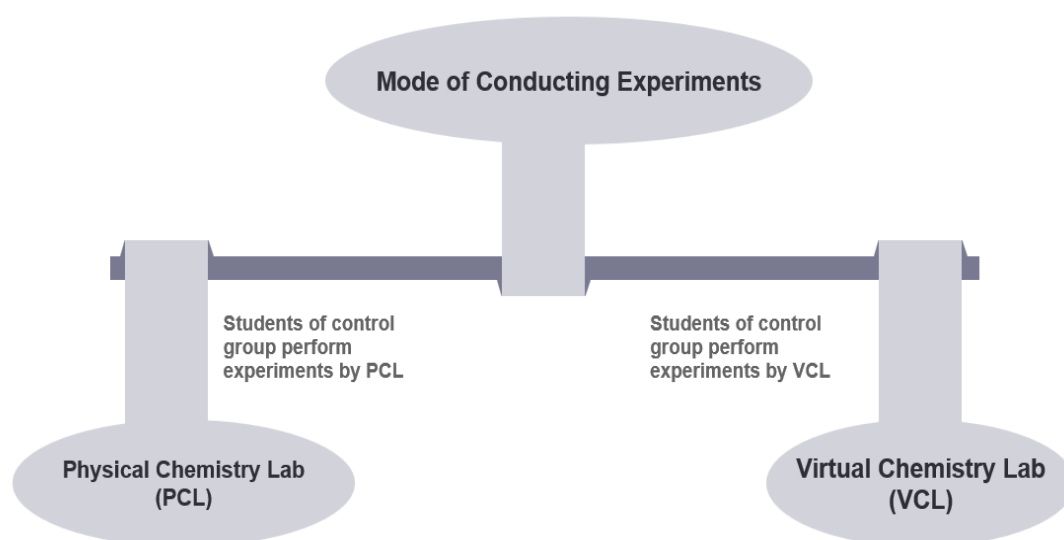 Mode of Conducting Experiments
Students of control
group perform
experiments by PCL
Students of control
group perform
experiments by VCL
Physical Chemistry Lab
(PCL)
Virtual Chemistry Lab
(VCL)